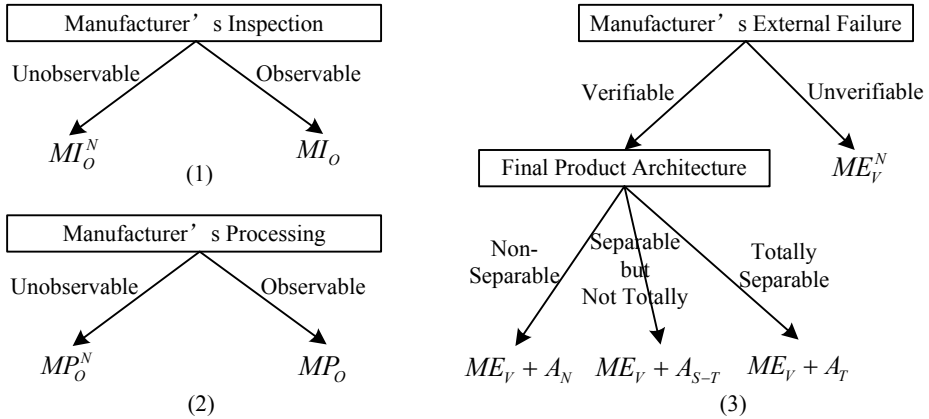 Manufacturer’s Inspection
Unobservable
Observable
MI_O^N
MI_O
(1)
Manufacturer’s Processing
Unobservable
Observable
MP_O^N
MP_O
(2)
Manufacturer’s External Failure
Verifiable
Unverifiable
Final Product Architecture
ME_V^N
Non-
Separable
Separable
but
Not Totally
Totally
Separable
ME_V + A_N
ME_V + A_{S-T}
ME_V + A_T
(3)